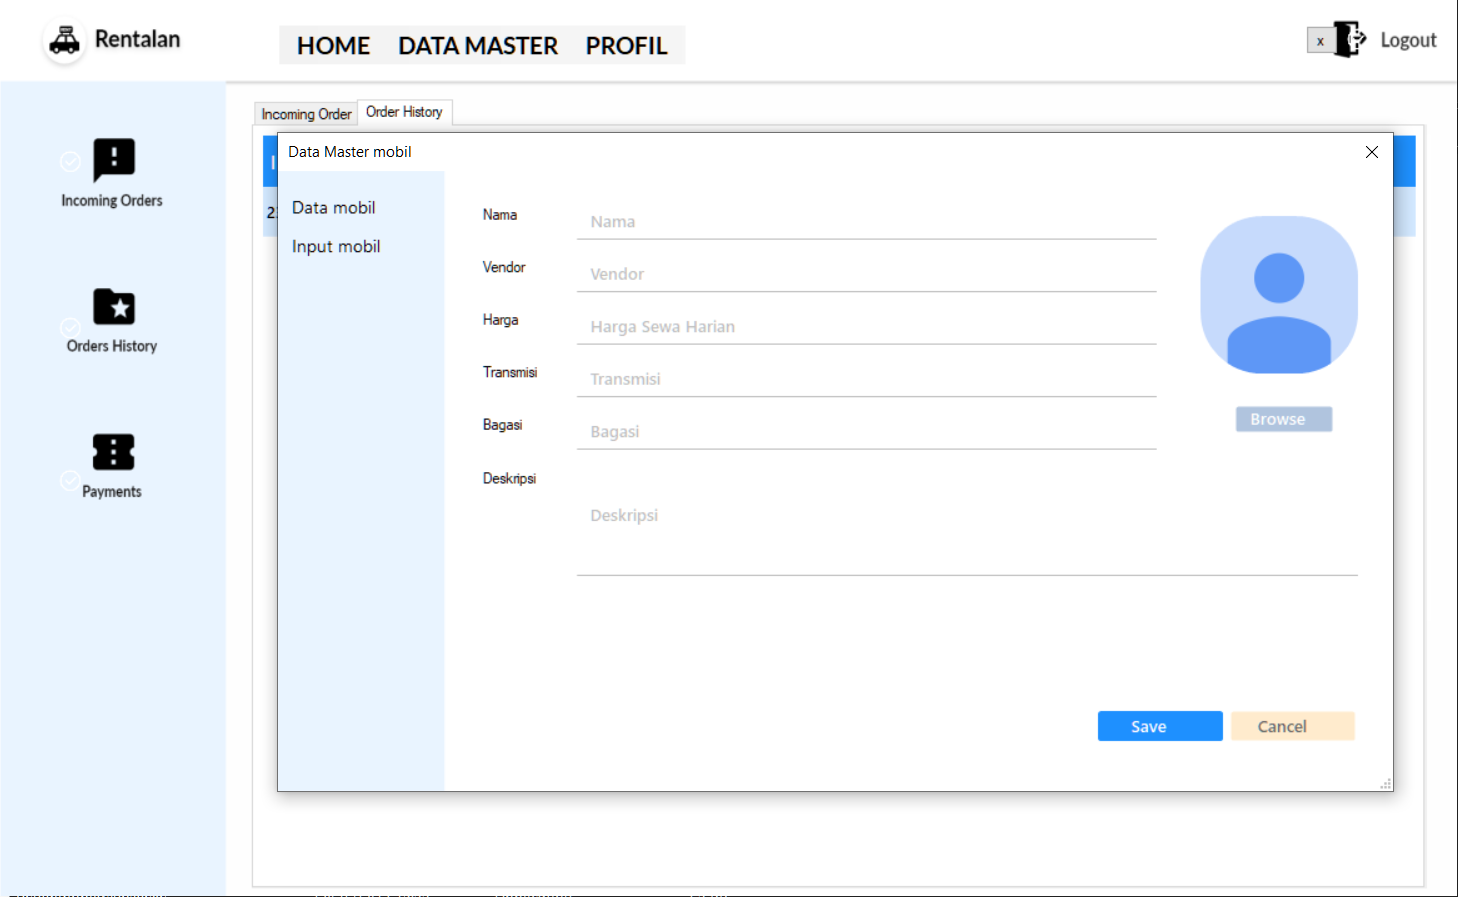 Rentalan
HOME DATA MASTER PROFIL
x Logout
Incoming Orders
Orders History
Payments
Incoming Order Order History
Data Master mobil
Data mobil
Input mobil
Nama Nama
Vendor Vendor
Harga Harga Sewa Harian
Transmisi Transmisi
Bagasi Bagasi
Deskripsi
Deskripsi
Browse
Save Cancel